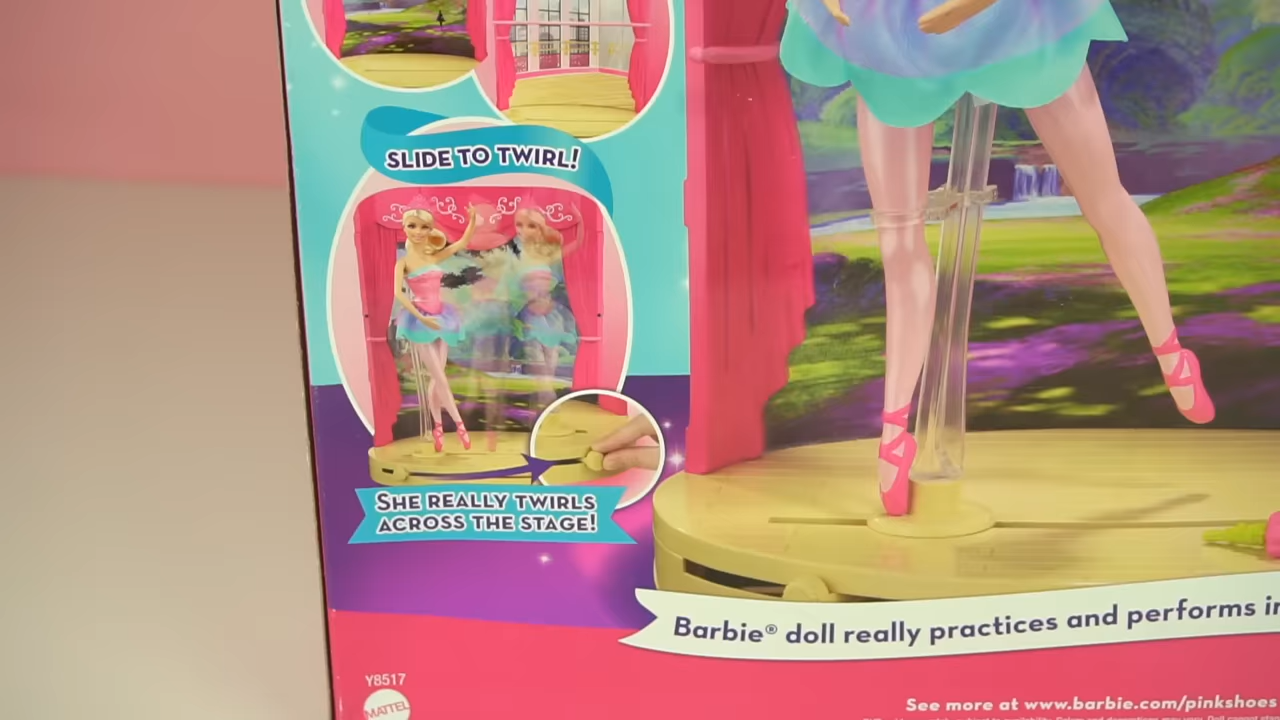 SLIDE TO TWIRL!
SHE REALLY TWIRLS
ACROSS THE STAGE!
Barbie® doll really practices and performs in
Y8517
MATTEL
See more at www.barbie.com/pinkshoes